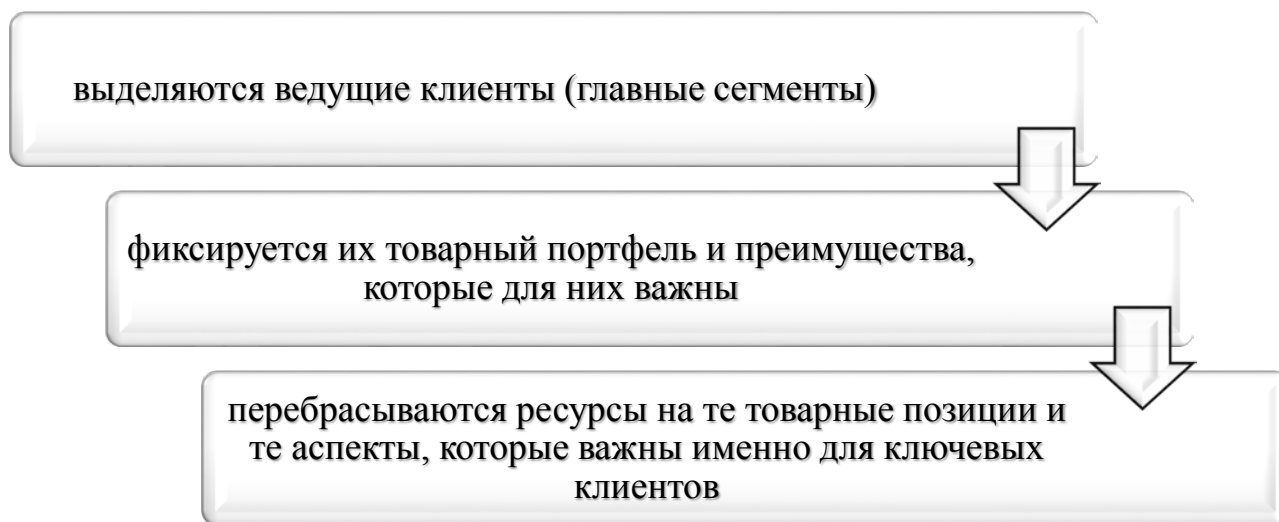 выделяются ведущие клиенты (главные сегменты)
фиксируется их товарный портфель и преимущества,
которые для них важны
перебрасываются ресурсы на те товарные позиции и
те аспекты, которые важны именно для ключевых
клиентов